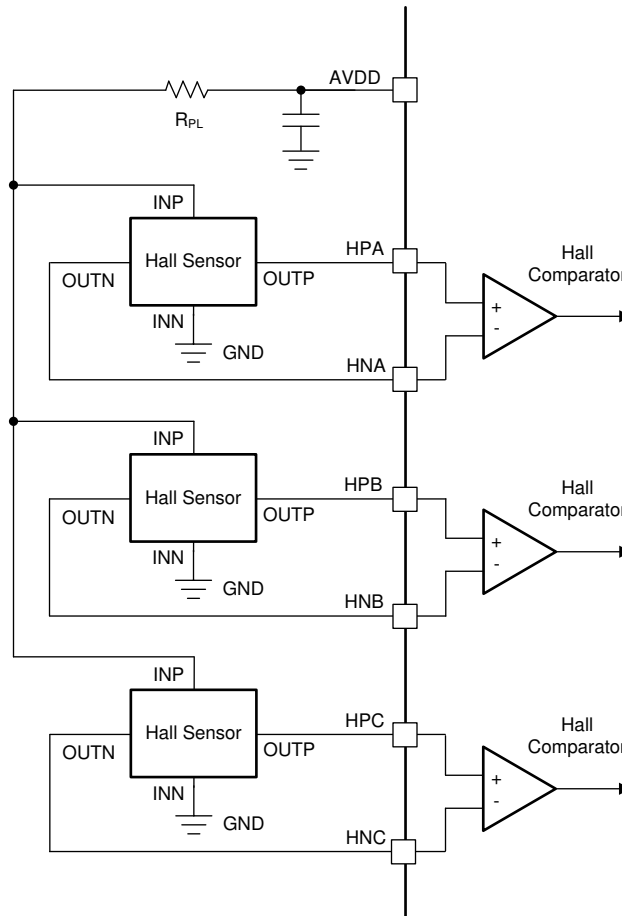 AVDD
R_PL
INP
Hall Sensor
OUTN
OUTP
INN
GND
HPA
HNA
Hall
Comparator
+
-
INP
Hall Sensor
OUTN
OUTP
INN
GND
HPB
HNB
Hall
Comparator
+
-
INP
Hall Sensor
OUTN
OUTP
INN
GND
HPC
HNC
Hall
Comparator
+
-